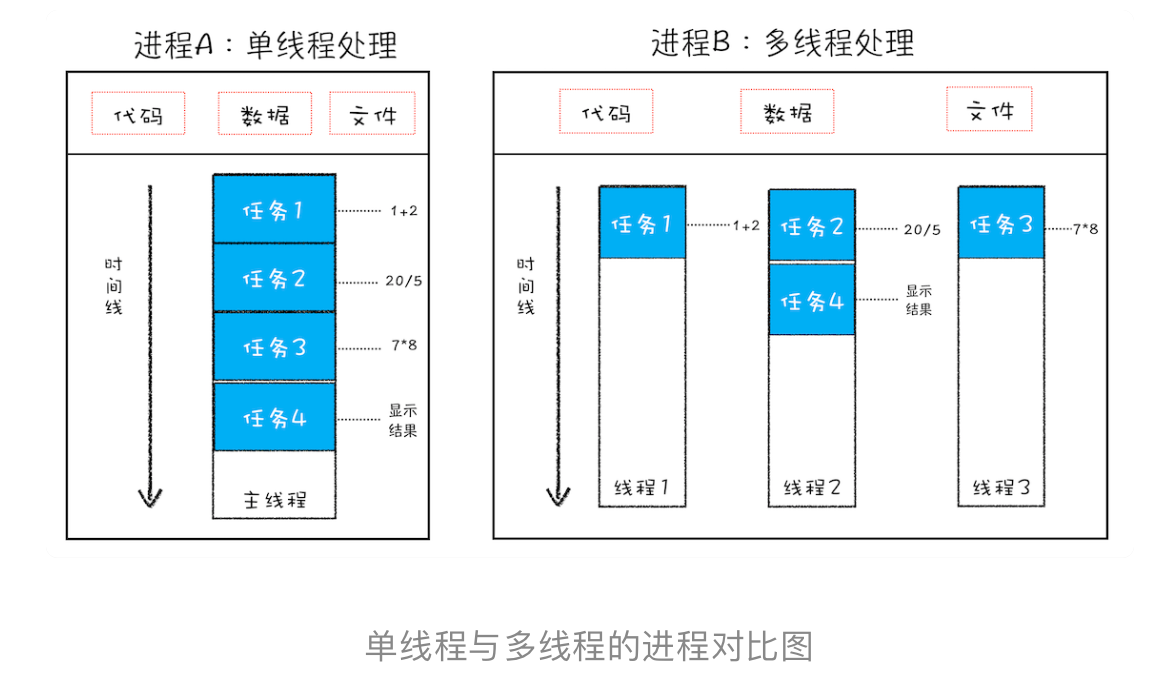 进程A：单线程处理
代码
数据
文件
时间线
任务1
1+2
任务2
20/5
任务3
7*8
任务4
显示
结果
主线程
进程B：多线程处理
代码
数据
文件
时间线
任务1
1+2
任务2
20/5
任务3
7*8
任务4
显示
结果
线程1
线程2
线程3
单线程与多线程的进程对比图